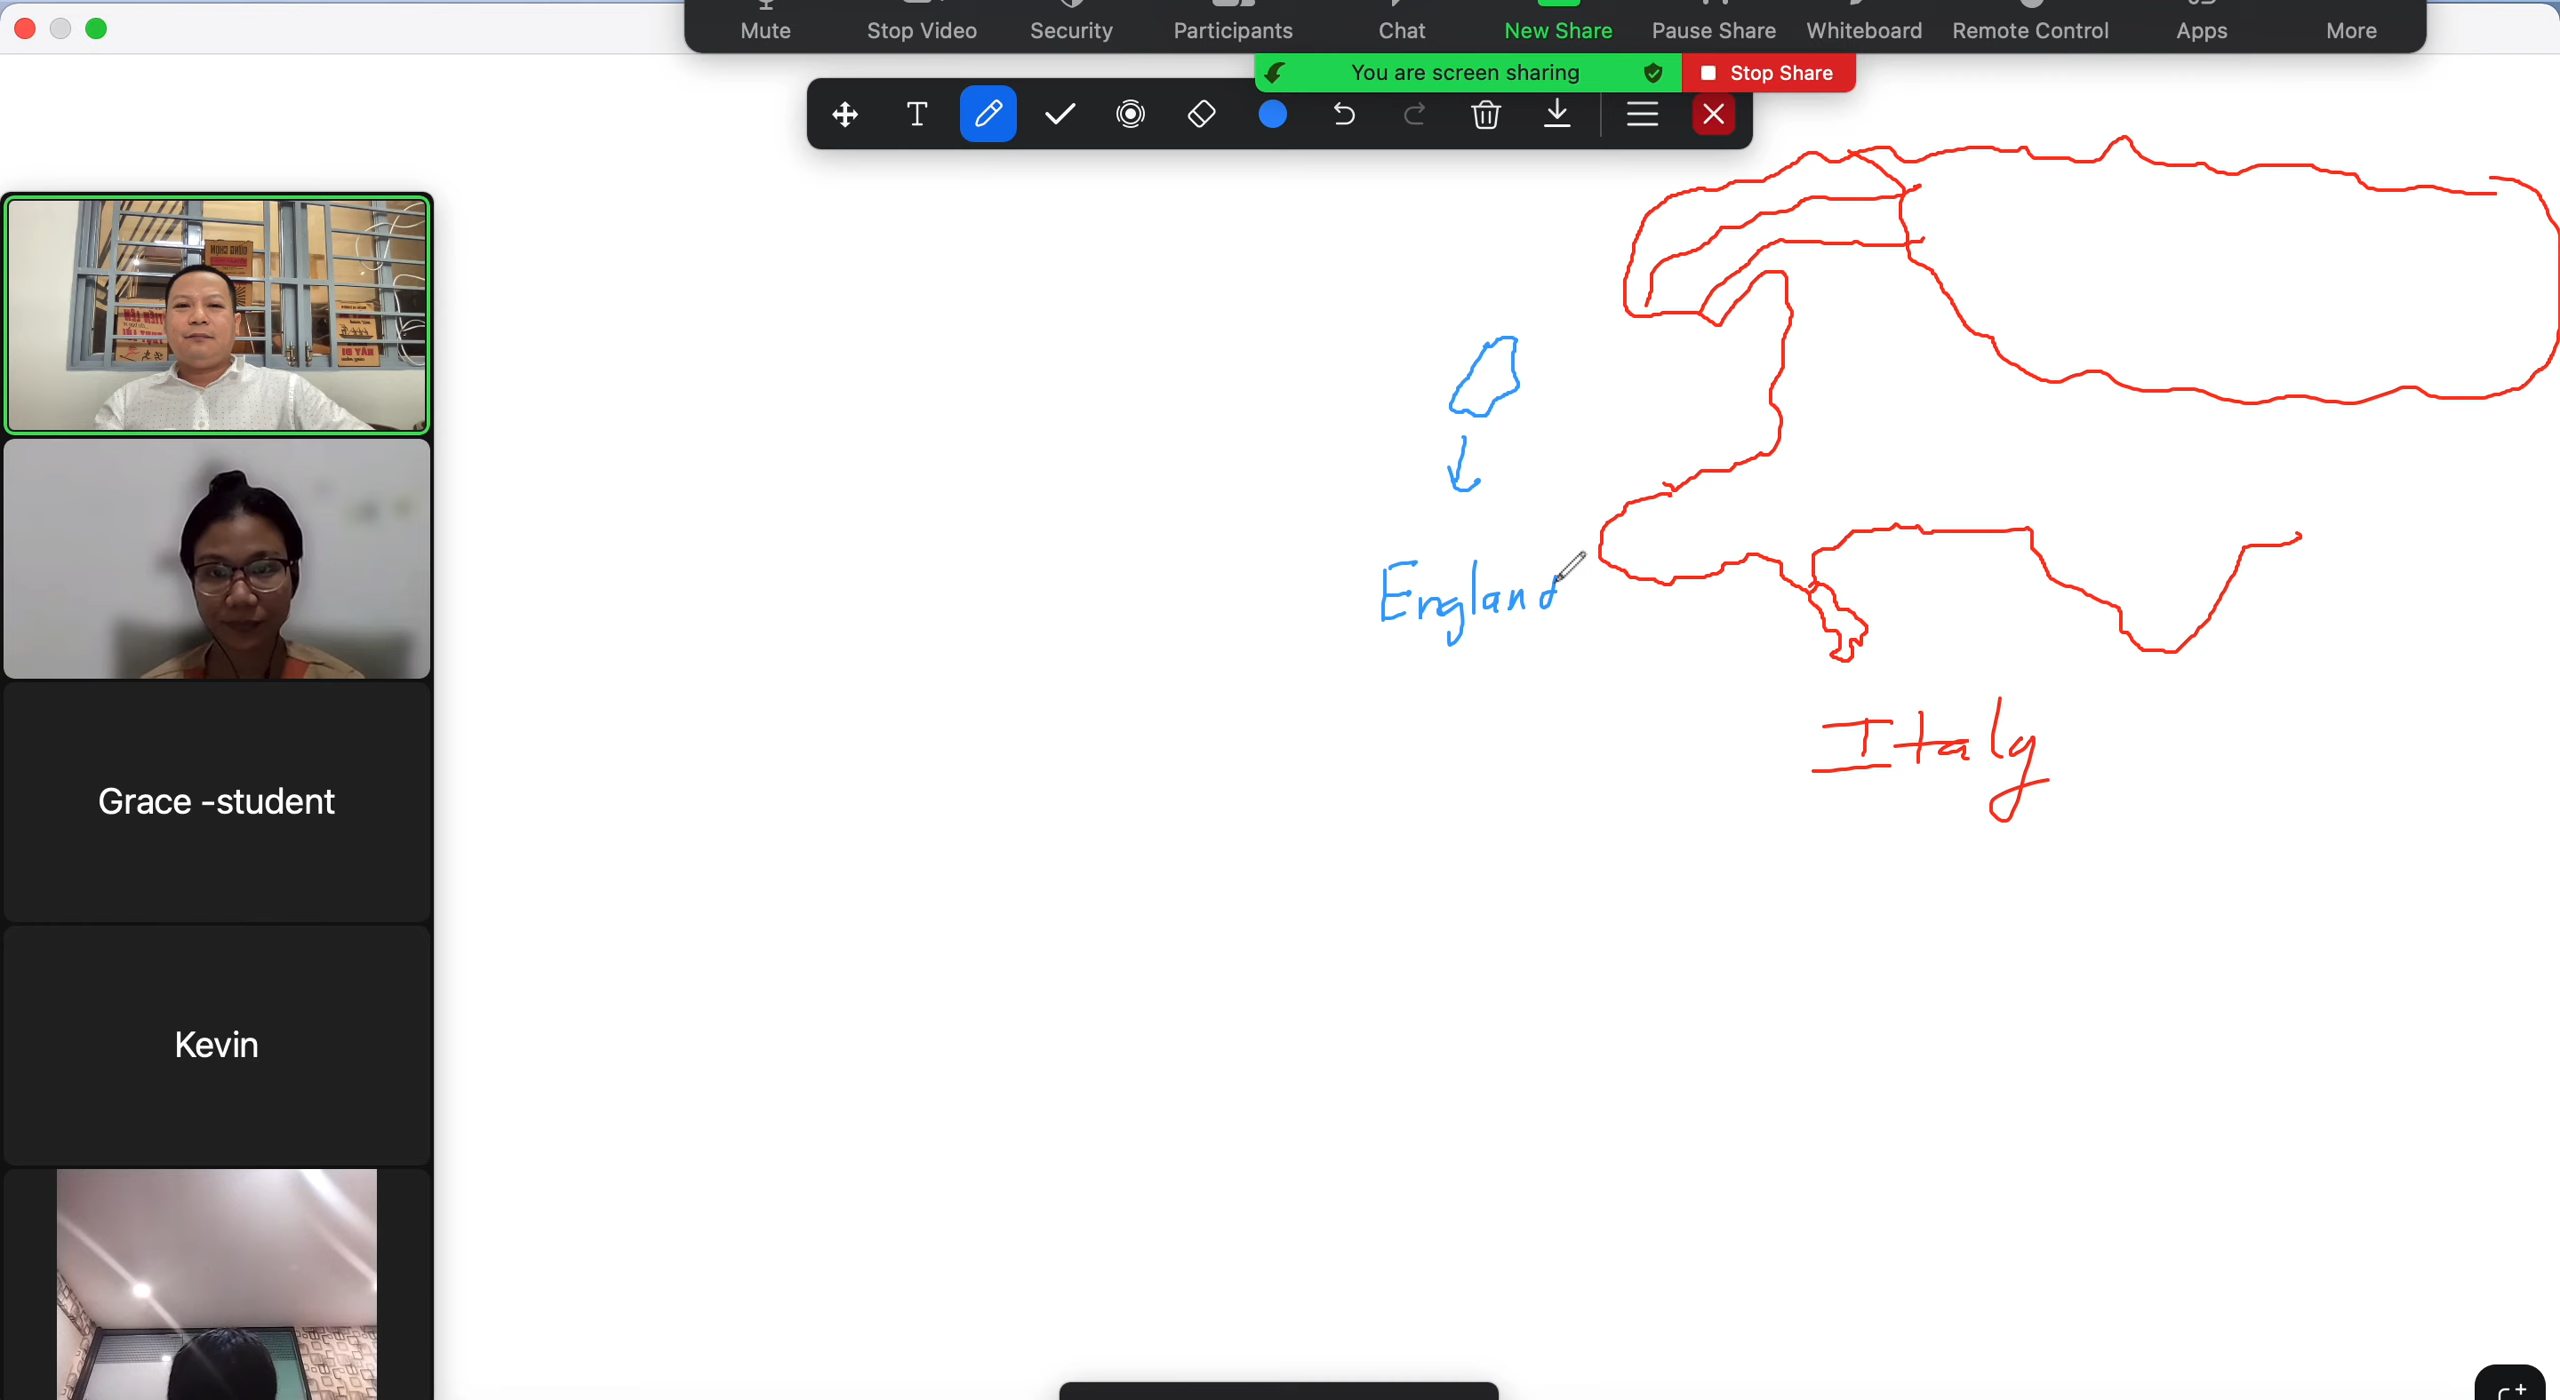 Mute Stop Video Security Participants Chat New Share Pause Share Whiteboard Remote Control Apps More
You are screen sharing Stop Share
T
England
Italy
Grace -student
Kevin